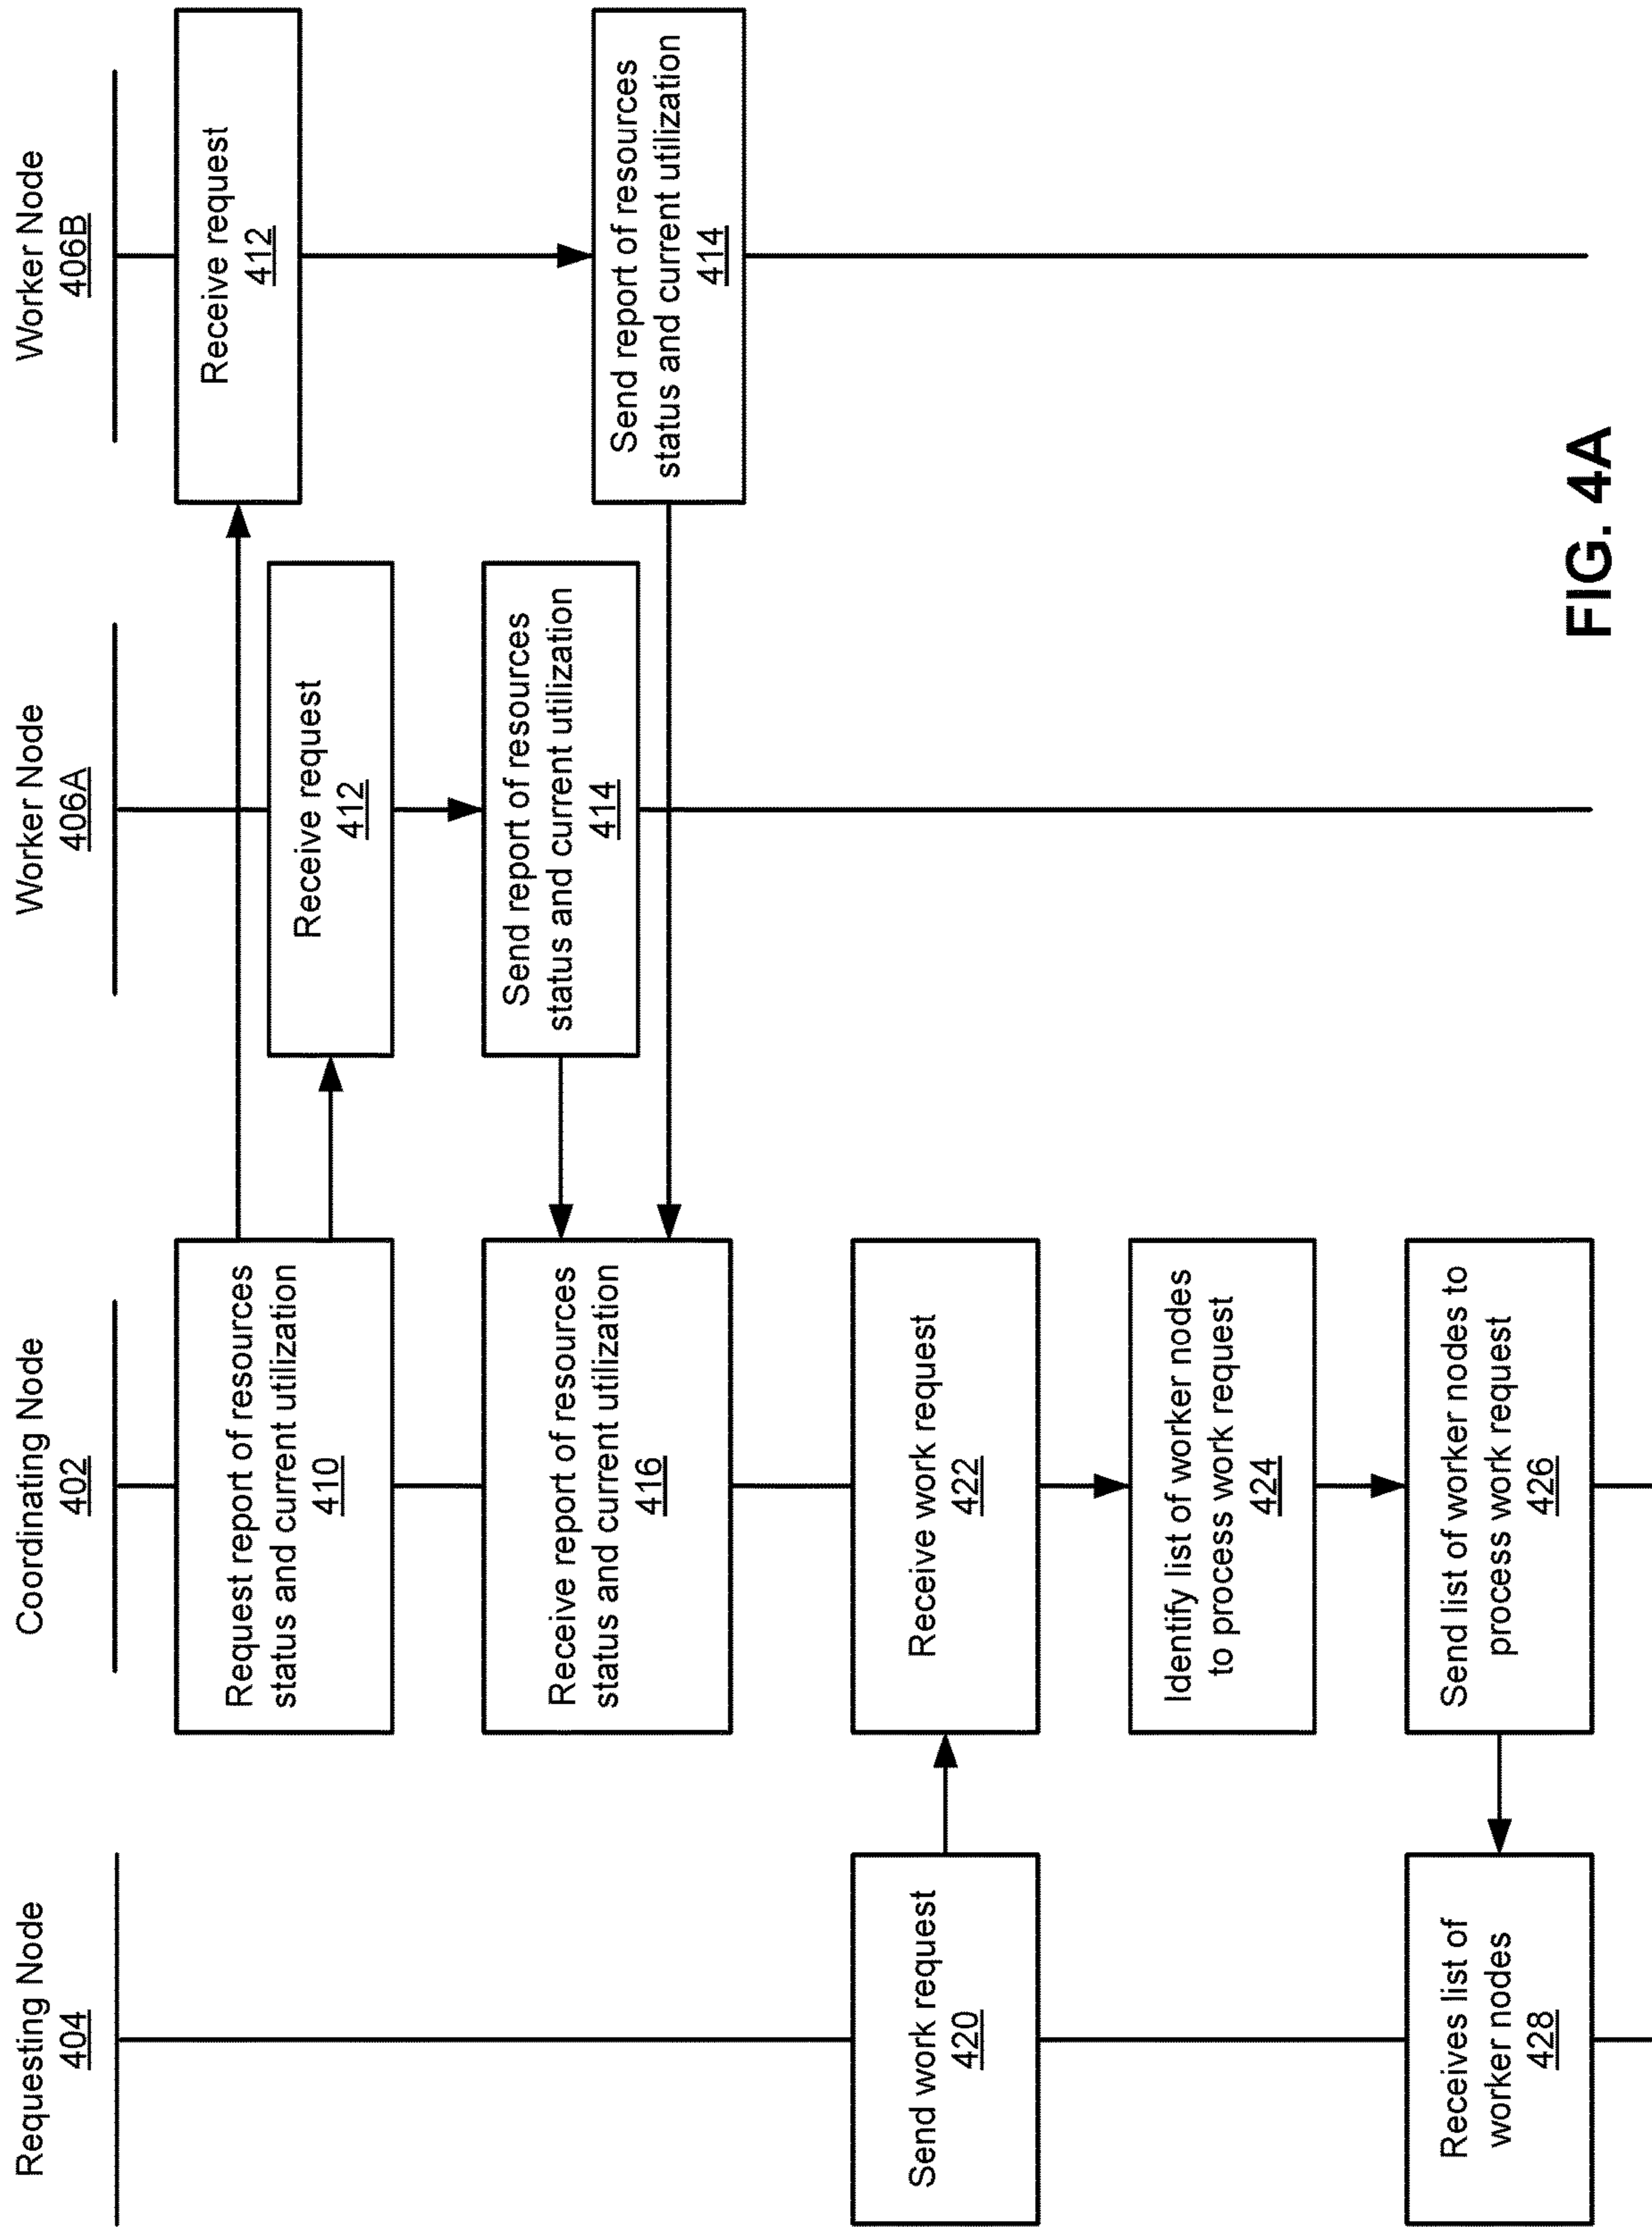 Requesting Node
404
Coordinating Node
402
Worker Node
406A
Worker Node
406B
Request report of resources
status and current utilization
410
Receive request
412
Receive request
412
Receive report of resources
status and current utilization
416
Send report of resources
status and current utilization
414
Send report of resources
status and current utilization
414
Send work request
420
Receive work request
422
Identify list of worker nodes
to process work request
424
Receives list of
worker nodes
428
Send list of worker nodes to
process work request
426
FIG. 4A